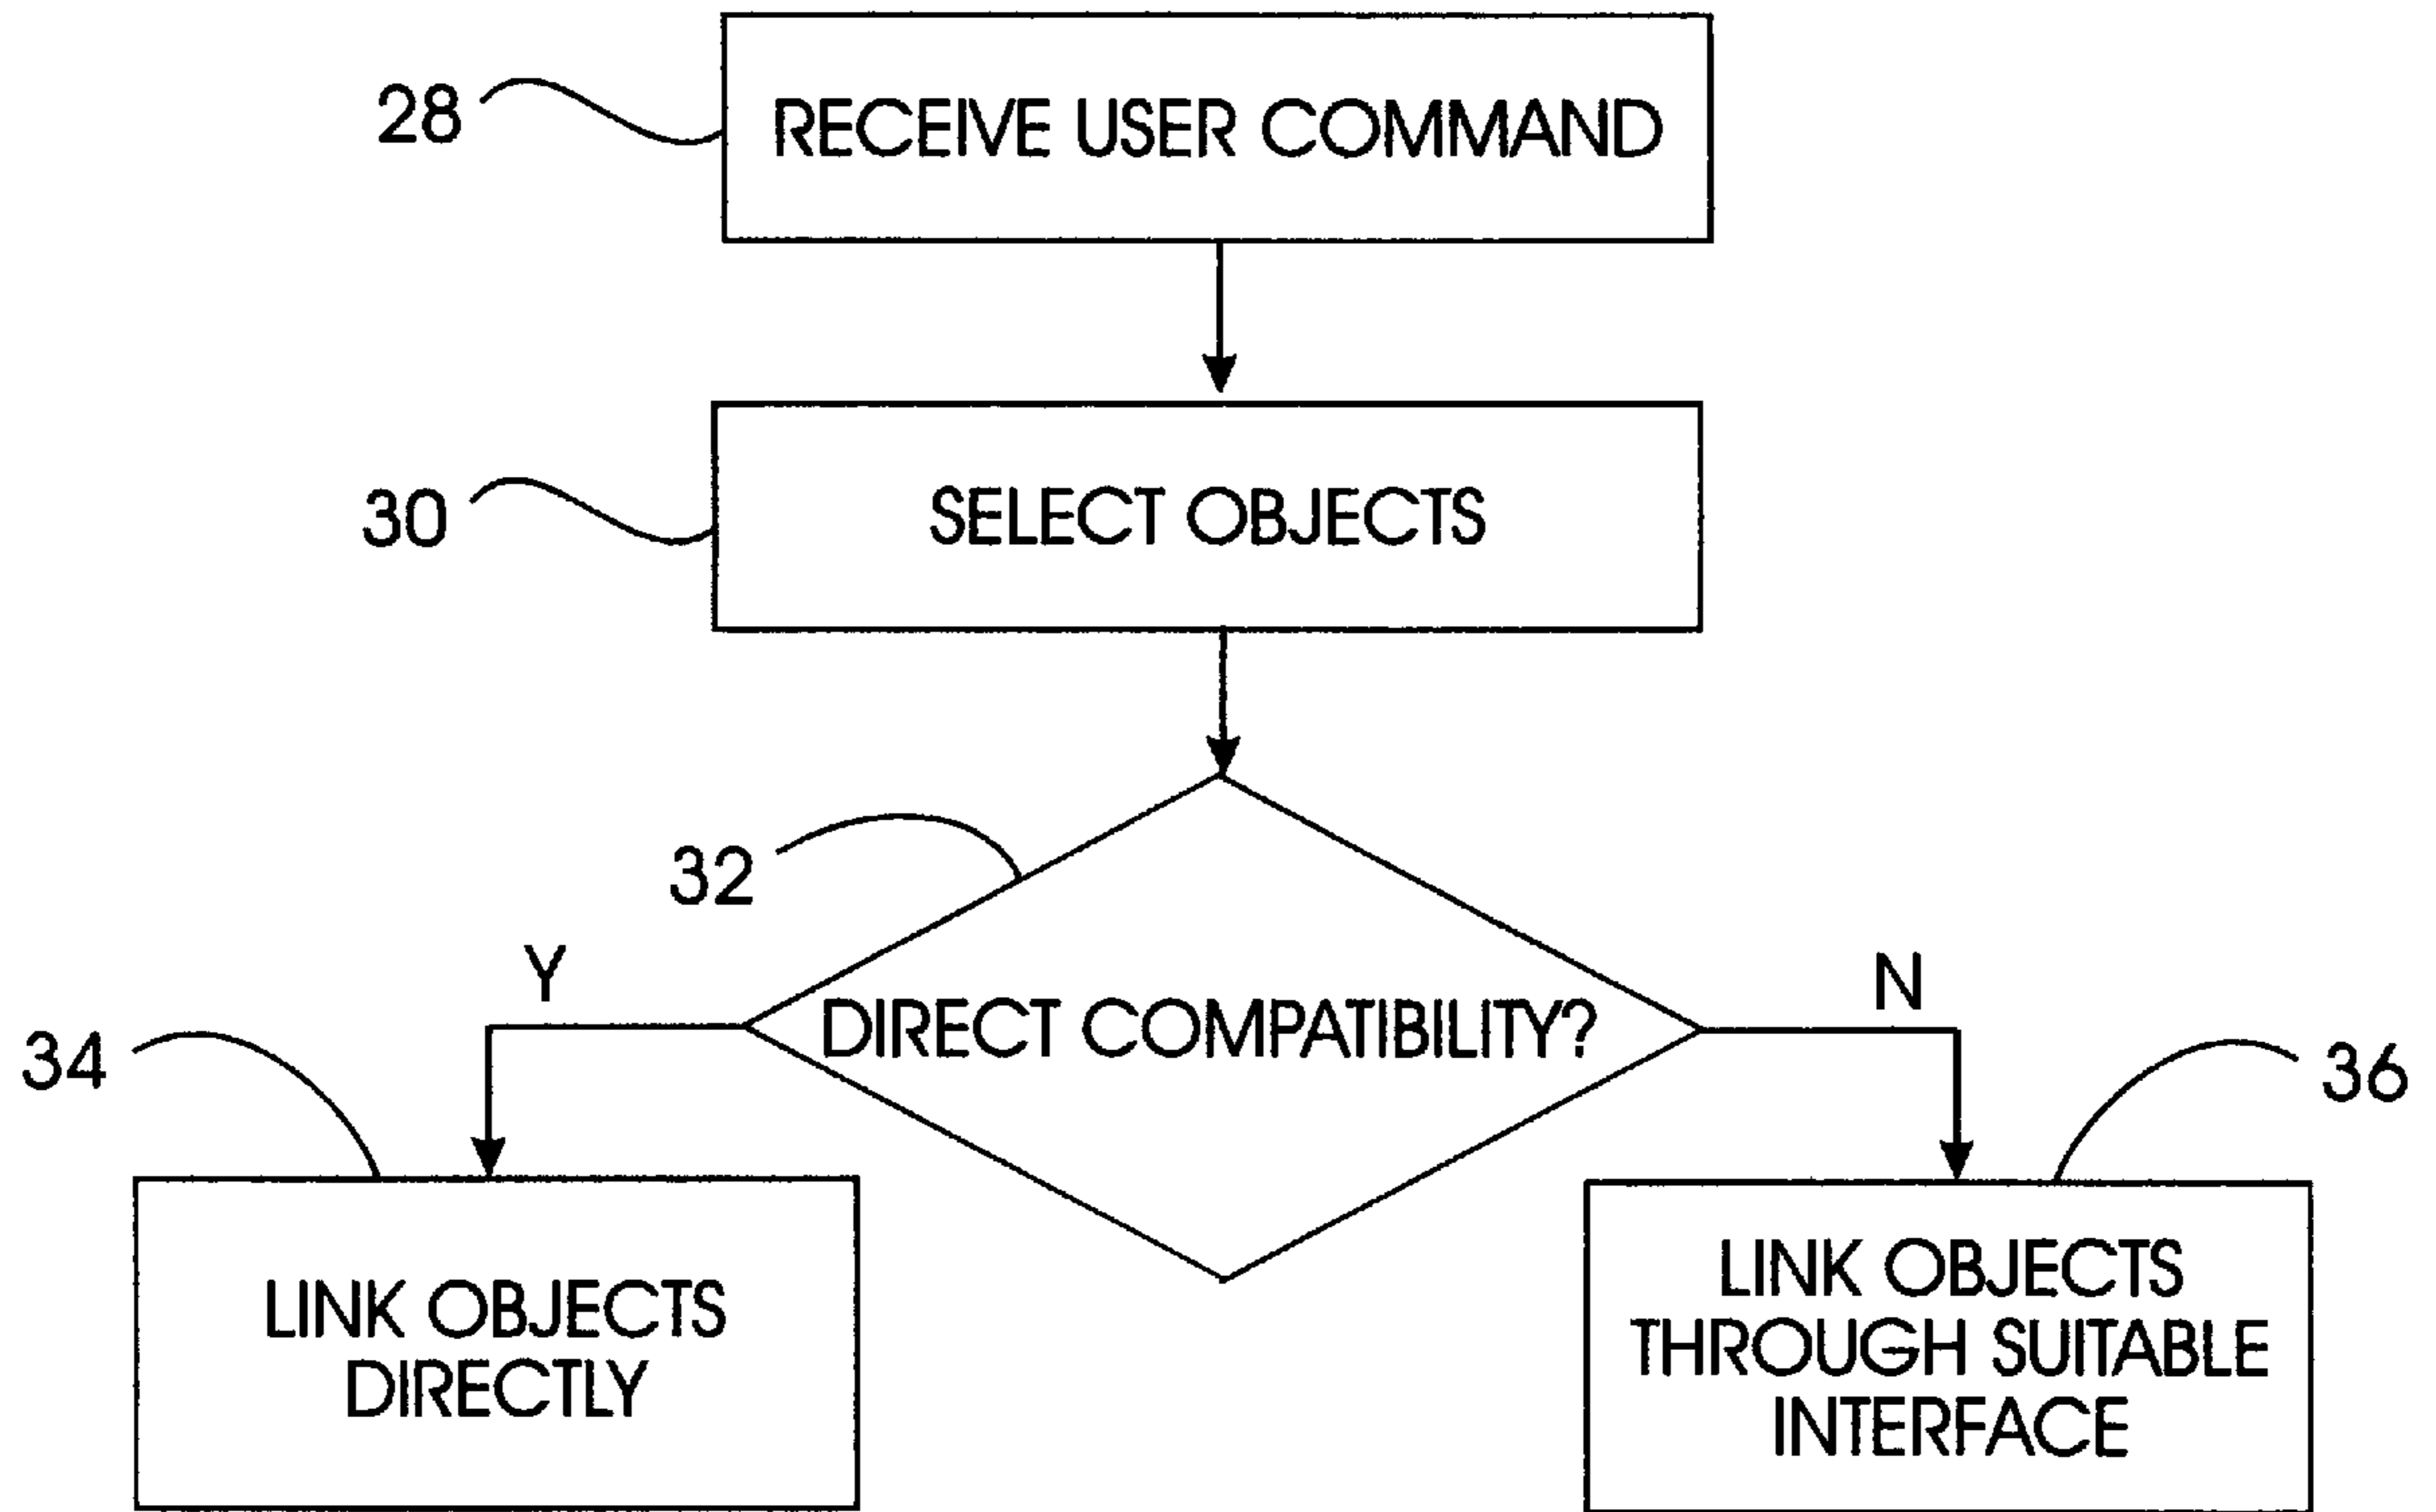 28
RECEIVE USER COMMAND
30
SELECT OBJECTS
32
Y
DIRECT COMPATIBILITY?
N
34
36
LINK OBJECTS
DIRECTLY
LINK OBJECTS
THROUGH SUITABLE
INTERFACE